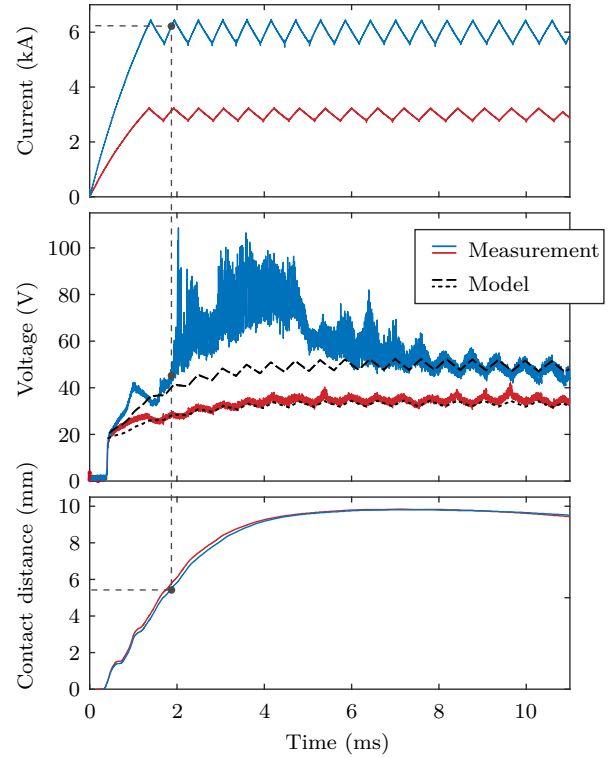 6
4
2
0
Current (kA)
100
80
60
40
20
0
Voltage (V)
Measurement
Model
10
8
6
4
2
0
Contact distance (mm)
0 2 4 6 8 10
Time (ms)